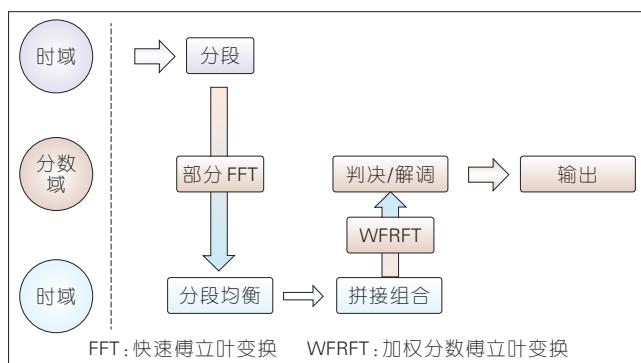 时域
分段
分数
域
部分 FFT
判决/解调
输出
WFRFT
时域
分段均衡
拼接组合
FFT：快速傅立叶变换 WFRFT：加权分数傅立叶变换